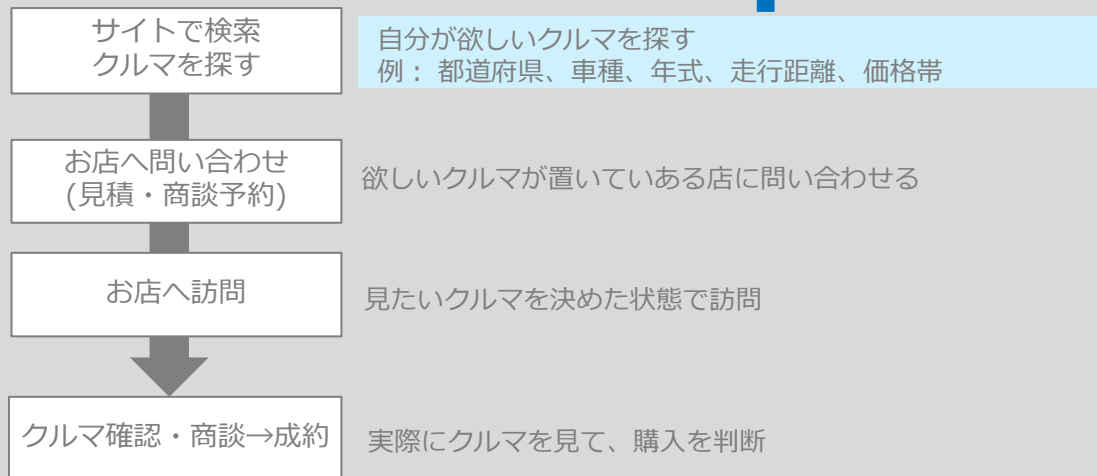 サイトで検索
クルマを探す
自分が欲しいクルマを探す
例： 都道府県、車種、年式、走行距離、価格帯
お店へ問い合わせ
(見積・商談予約)
欲しいクルマが置いていある店に問い合わせる
お店へ訪問
見たいクルマを決めた状態で訪問
クルマ確認・商談→成約
実際にクルマを見て、購入を判断